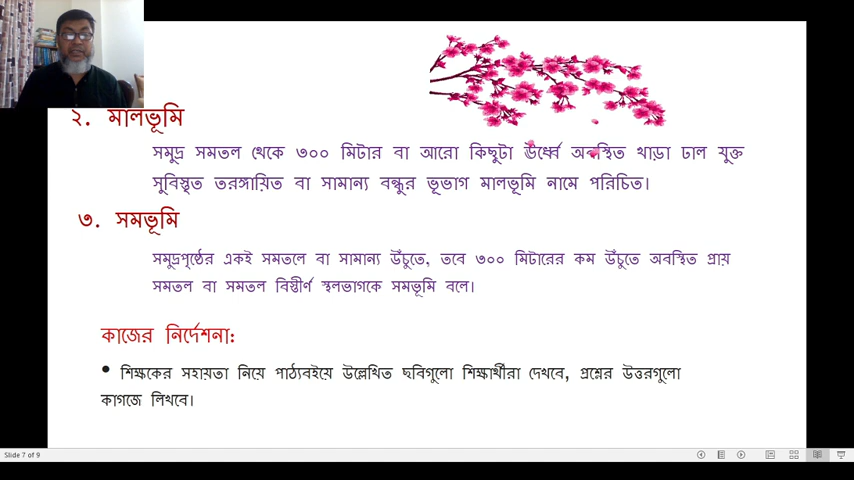 ২. মালভূমি
সমুদ্র সমতল থেকে ৩০০ মিটার বা আরো কিছুটা উর্ধ্বে অবস্থিত খাড়া ঢাল যুক্ত
সুবিস্তৃত তরঙ্গায়িত বা সামান্য বন্ধুর ভূভাগ মালভূমি নামে পরিচিত।
৩. সমভূমি
সমুদ্রপৃষ্ঠের একই সমতলে বা সামান্য উঁচুতে, তবে ৩০০ মিটারের কম উঁচুতে অবস্থিত প্রায়
সমতল বা সমতল বিস্তীর্ণ স্থলভাগকে সমভূমি বলে।
কাজের নির্দেশনা:
• শিক্ষকের সহায়তা নিয়ে পাঠ্যবইয়ে উল্লেখিত ছবিগুলো শিক্ষার্থীরা দেখবে, প্রশ্নের উত্তরগুলো
কাগজে লিখবে।
Slide 7 of 9